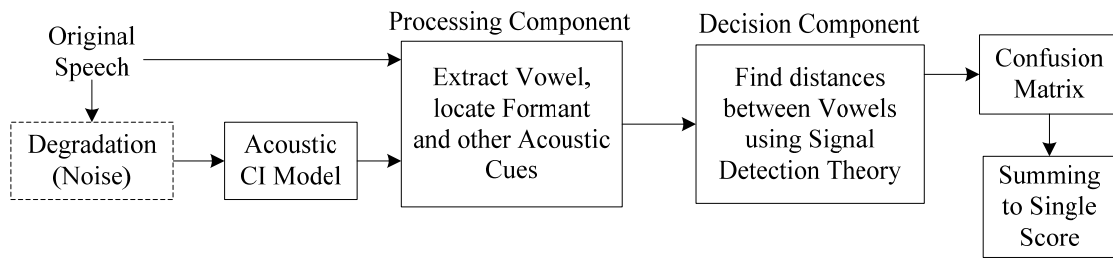 Original
Speech
Degradation
(Noise)
Acoustic
CI Model
Processing Component
Extract Vowel,
locate Formant
and other Acoustic
Cues
Decision Component
Find distances
between Vowels
using Signal
Detection Theory
Confusion
Matrix
Summing
to Single
Score